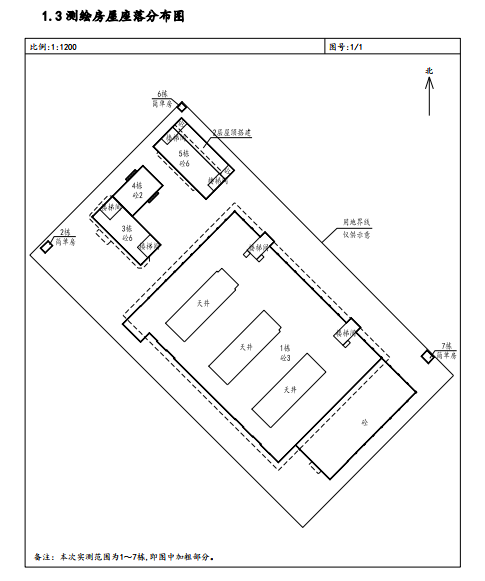 1.3测绘房屋座落分布图
比例:1:1200
图号:1/1
北
6栋
简单房
楼梯间
2层屋顶搭建
5栋
砼6
楼梯间
4栋
砼2
楼梯间
3栋
砼6
楼梯间
2栋
简单房
用地界线
仅供示意
楼梯间
天井
天井
天井
1栋
砼3
楼梯间
7栋
简单房
砼
备注: 本次实测范围为1～7栋,即图中加粗部分。